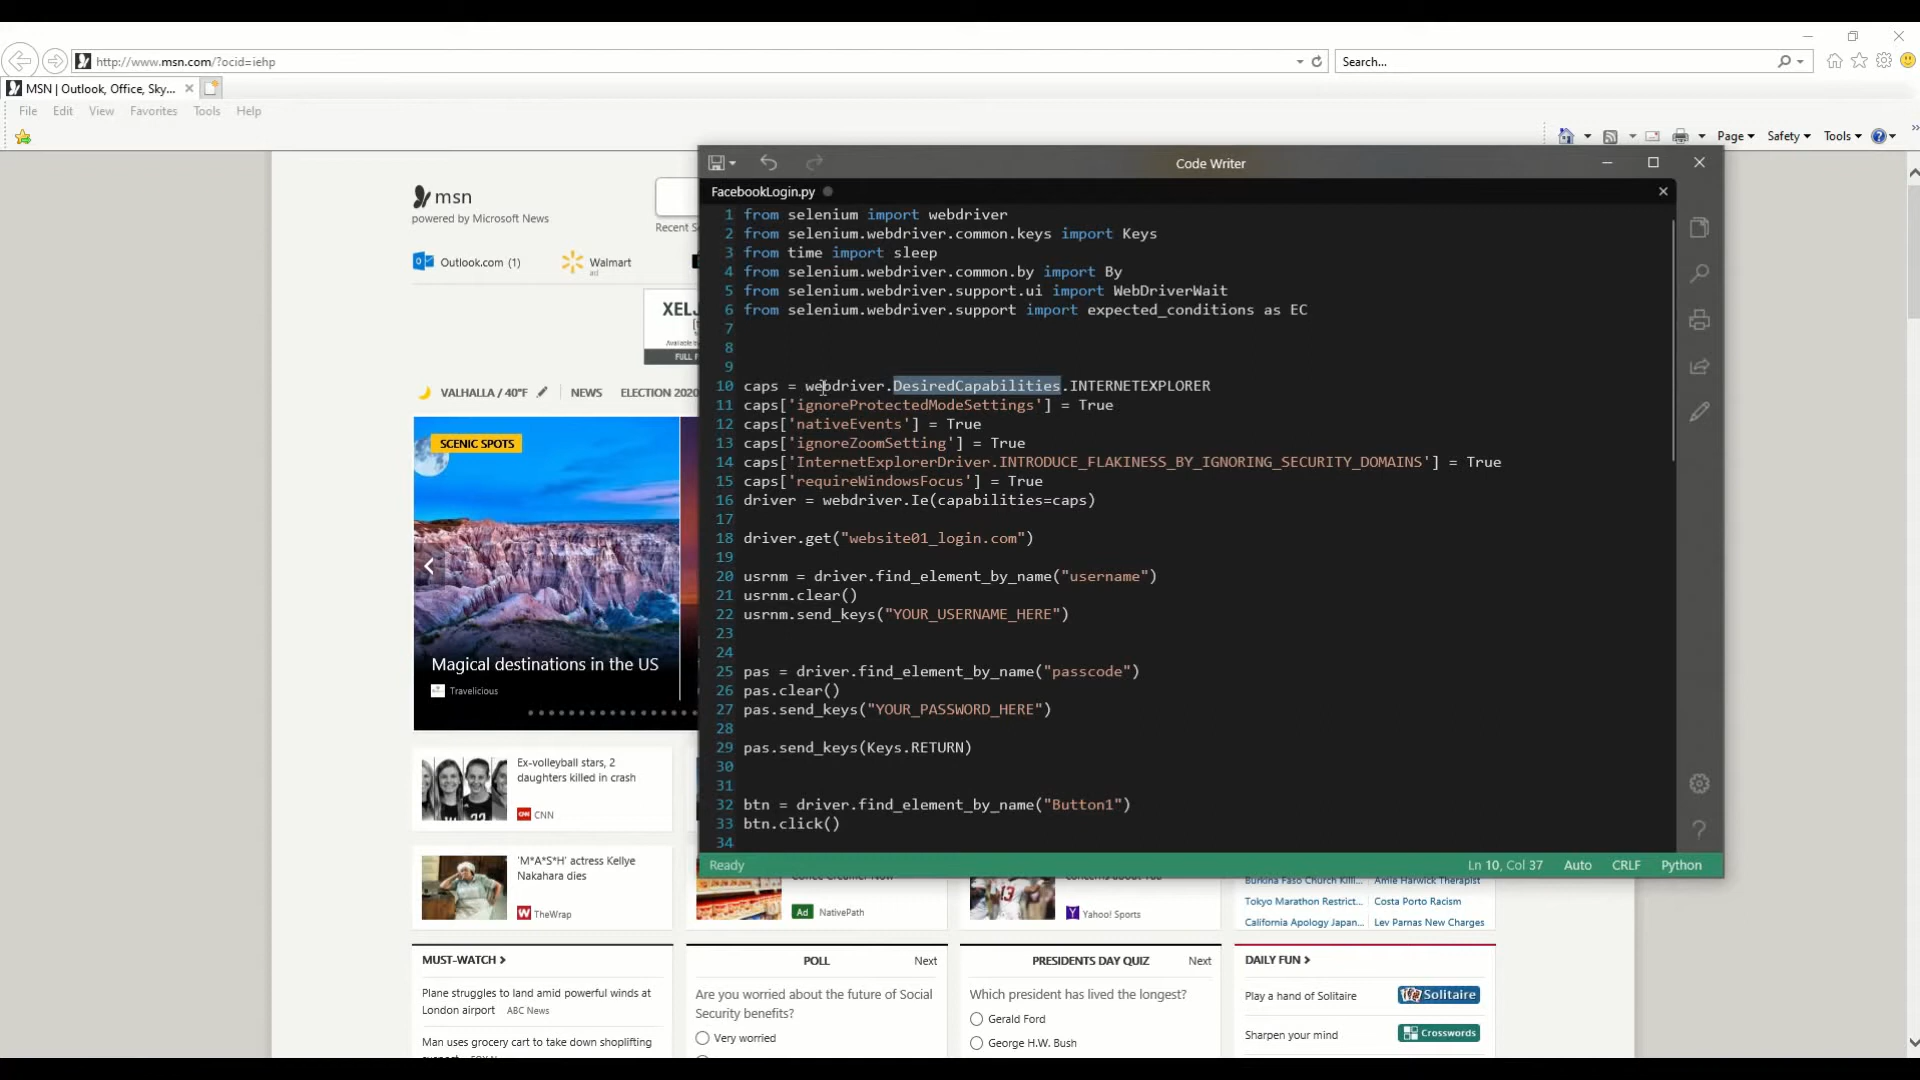 http://www.msn.com/?ocid=iehp
Search...
MSN | Outlook, Office, Sky...
File Edit View Favorites Tools Help
Page Safety Tools
msn
powered by Microsoft News
Outlook.com (1)
Walmart
ad
VALHALLA / 40°F
NEWS
ELECTION 2020
SCENIC SPOTS
Magical destinations in the US
Travelicious
Ex-volleyball stars, 2
daughters killed in crash
CNN
'M*A*S*H' actress Kellye
Nakahara dies
TheWrap
Code Writer
FacebookLogin.py
1 from selenium import webdriver
2 from selenium.webdriver.common.keys import Keys
3 from time import sleep
4 from selenium.webdriver.common.by import By
5 from selenium.webdriver.support.ui import WebDriverWait
6 from selenium.webdriver.support import expected_conditions as EC
7
8
9
10 caps = webdriver.DesiredCapabilities.INTERNETEXPLORER
11 caps['ignoreProtectedModeSettings'] = True
12 caps['nativeEvents'] = True
13 caps['ignoreZoomSetting'] = True
14 caps['InternetExplorerDriver.INTRODUCE_FLAKINESS_BY_IGNORING_SECURITY_DOMAINS'] = True
15 caps['requireWindowsFocus'] = True
16 driver = webdriver.Ie(capabilities=caps)
17
18 driver.get("website01_login.com")
19
20 usrnm = driver.find_element_by_name("username")
21 usrnm.clear()
22 usrnm.send_keys("YOUR_USERNAME_HERE")
23
24
25 pas = driver.find_element_by_name("passcode")
26 pas.clear()
27 pas.send_keys("YOUR_PASSWORD_HERE")
28
29 pas.send_keys(Keys.RETURN)
30
31
32 btn = driver.find_element_by_name("Button1")
33 btn.click()
34
Ready
Ln 10, Col 37 Auto CRLF Python
Ad NativePath
Yahoo! Sports
Burkina Faso Church Killi... Amie Harwick Therapist
Tokyo Marathon Restrict... Costa Porto Racism
California Apology Japan... Lev Parnas New Charges
MUST-WATCH
Plane struggles to land amid powerful winds at
London airport ABC News
Man uses grocery cart to take down shoplifting
POLL
Next
Are you worried about the future of Social
Security benefits?
Very worried
PRESIDENTS DAY QUIZ
Next
Which president has lived the longest?
Gerald Ford
George H.W. Bush
DAILY FUN
Play a hand of Solitaire
Solitaire
Sharpen your mind
Crosswords